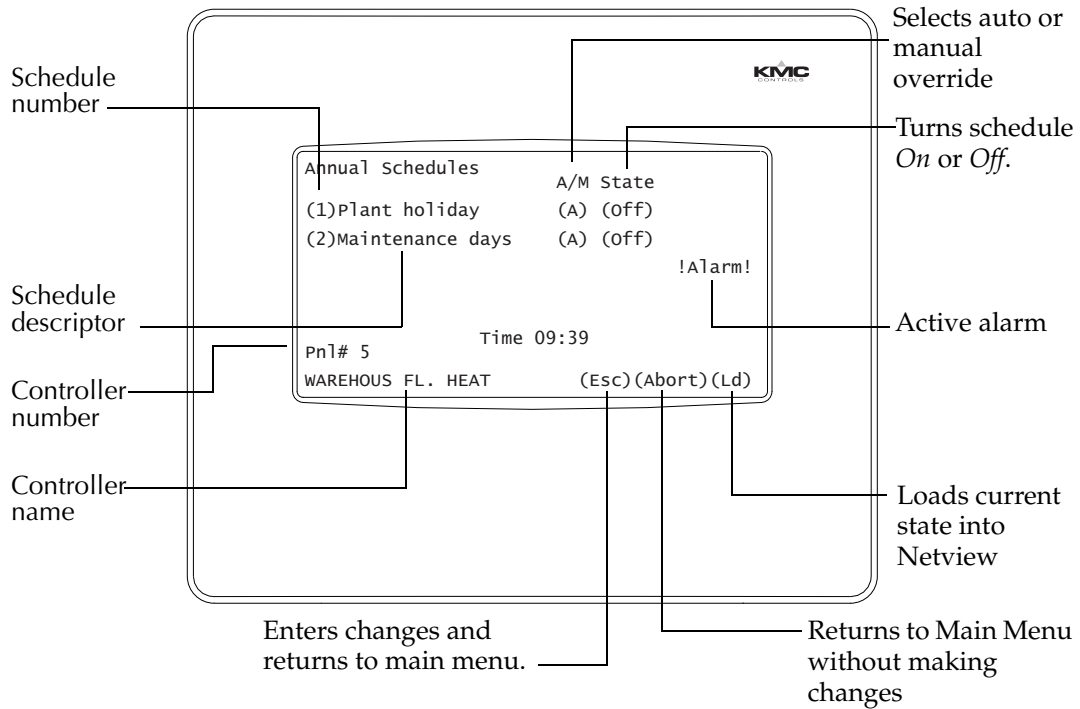 Selects auto or
manual
override
KMC
CONTROLS
Schedule
number
Turns schedule
On or Off.
Annual Schedules
A/M State
(1)Plant holiday (A) (Off)
(2)Maintenance days (A) (Off)
!Alarm!
Schedule
descriptor
Active alarm
Time 09:39
Pnl# 5
WAREHOUS FL. HEAT (Esc)(Abort)(Ld)
Controller
number
Controller
name
Loads current
state into
Netview
Enters changes and
returns to main menu.
Returns to Main Menu
without making
changes